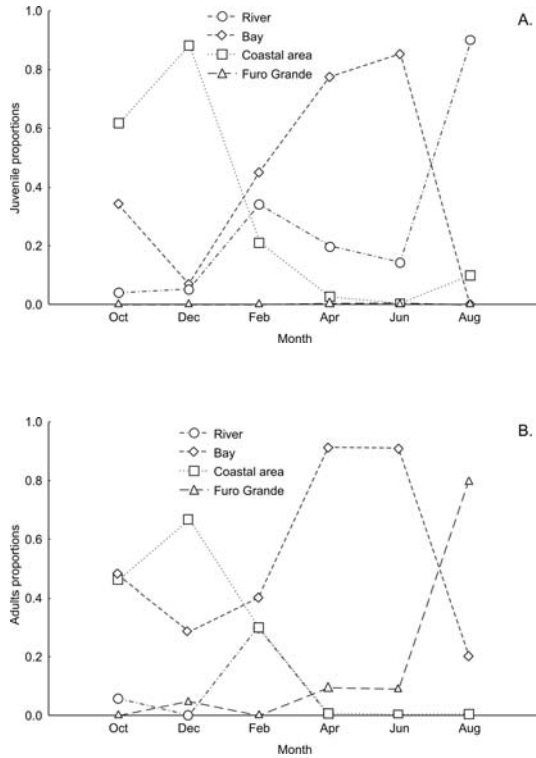 A.
River
Bay
Coastal area
Furo Grande
1.0
0.8
0.6
0.4
0.2
0.0
Juvenile proportions
Oct Dec Feb Apr Jun Aug
Month
B.
River
Bay
Coastal area
Furo Grande
1.0
0.8
0.6
0.4
0.2
0.0
Adults proportions
Oct Dec Feb Apr Jun Aug
Month